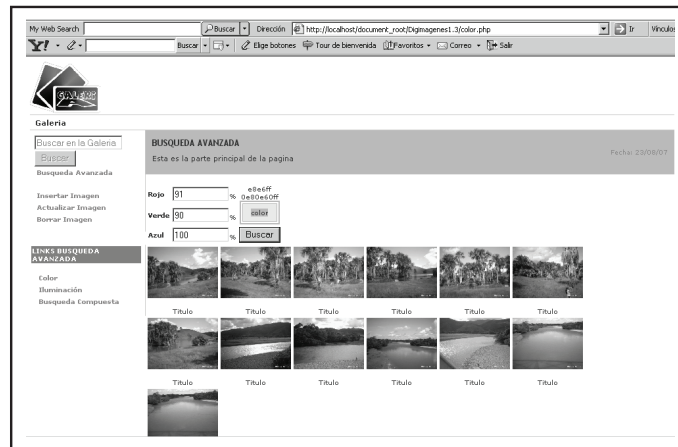 My Web Search Buscar Dirección http://localhost/document_root/Digimagenes1.3/color.php Ir Vínculos
Y! Buscar Elige botones Tour de bienvenida Favoritos Correo Salir
GALERI
Galeria
Buscar en la Galeria
Buscar
Busqueda Avanzada
Insertar Imagen
Actualizar Imagen
Borrar Imagen
LINKS BUSQUEDA
AVANZADA
Color
Iluminación
Busqueda Compuesta
BUSQUEDA AVANZADA
Esta es la parte principal de la pagina
Fecha: 23/08/07
Rojo 91 % e8e6ff
0e80e60ff
Verde 90 % color
Azul 100 % Buscar
Titulo Titulo Titulo Titulo Titulo Titulo
Titulo Titulo Titulo Titulo Titulo Titulo